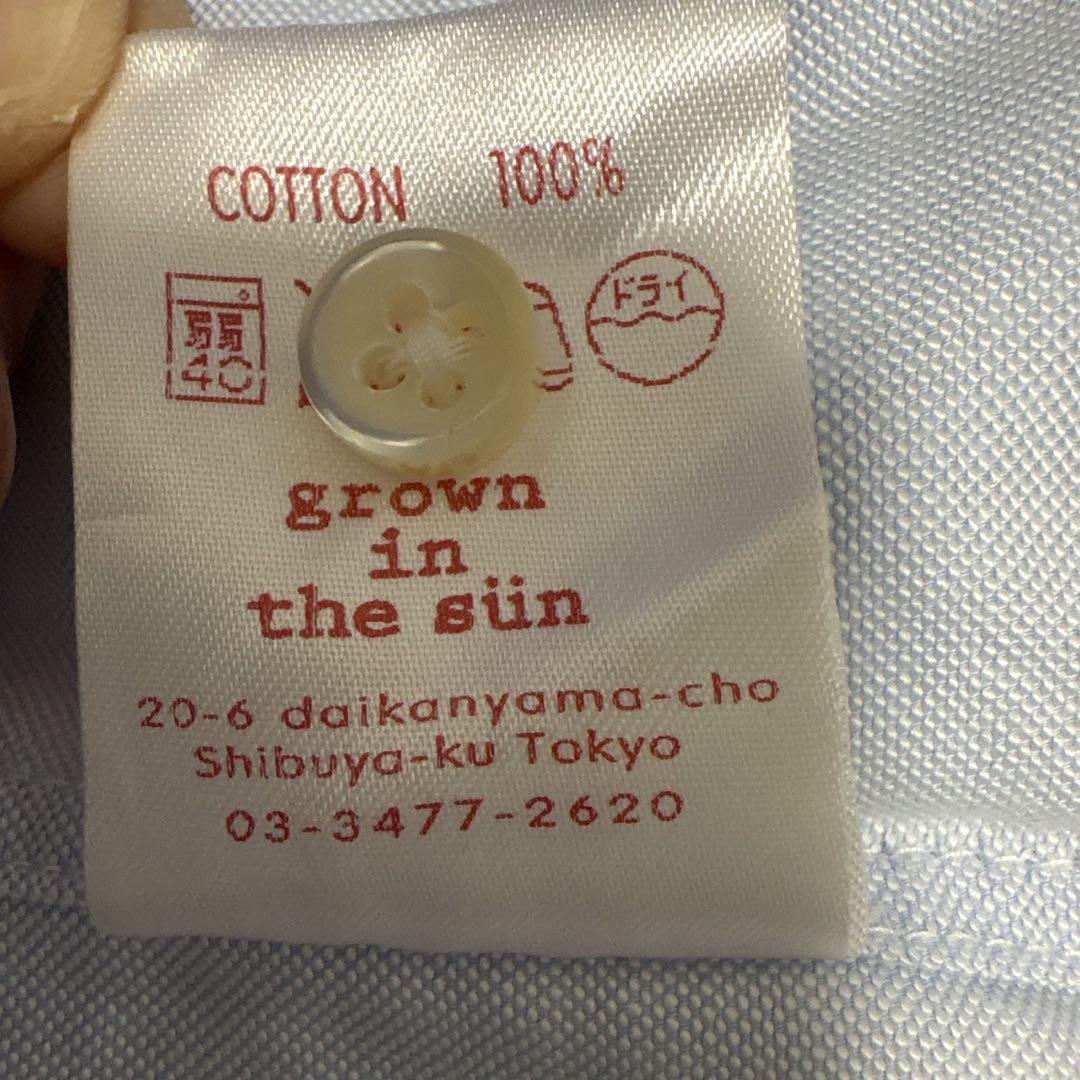 COTTON 100%
弱
40
ドライ
grown
in
the sün
20-6 daikanyama-cho
Shibuya-ku Tokyo
03-3477-2620